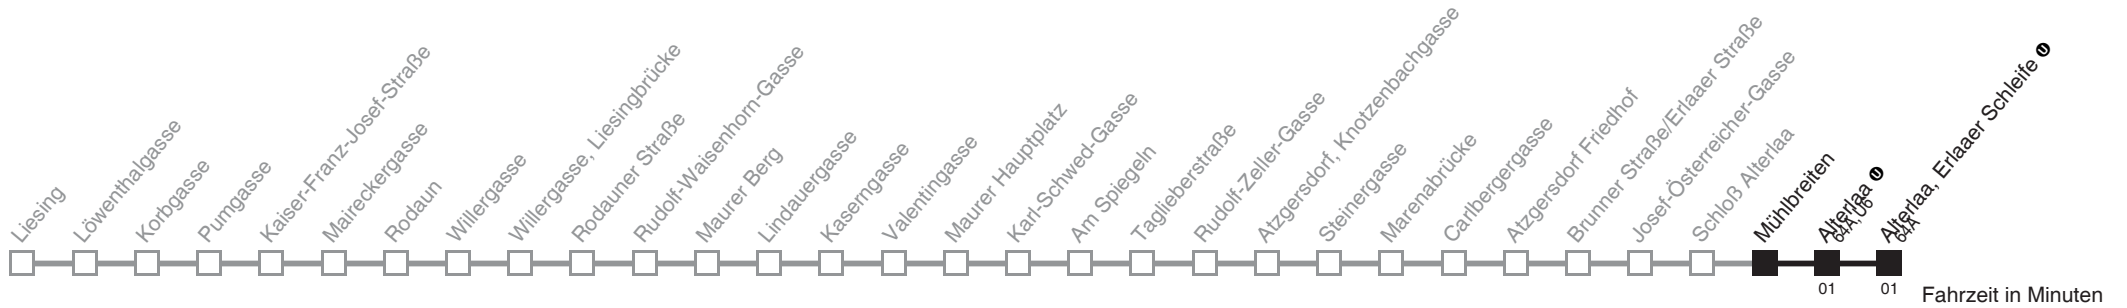 Liesing
Löwenthalgasse
Korbgasse
Purngasse
Kaiser-Franz-Josef-Straße
Maireckergasse
Rodaun
Willergasse
Willergasse, Liesingbrücke
Rodauner Straße
Rudolf-Waisenhorn-Gasse
Maurer Berg
Lindauergasse
Kaserngasse
Valentingasse
Maurer Hauptplatz
Karl-Schwed-Gasse
Am Spiegeln
Taglieberstraße
Rudolf-Zeller-Gasse
Atzgersdorf, Knotzenbachgasse
Steinergasse
Marenabrücke
Carlbergergasse
Atzgersdorf Friedhof
Brunner Straße/Erlaaer Straße
Josef-Österreicher-Gasse
Schloß Alterlaa
Mühlbreiten
Alterlaa U
64A,U6
Alterlaa, Erlaaer Schleife U
64A
01
01
Fahrzeit in Minuten